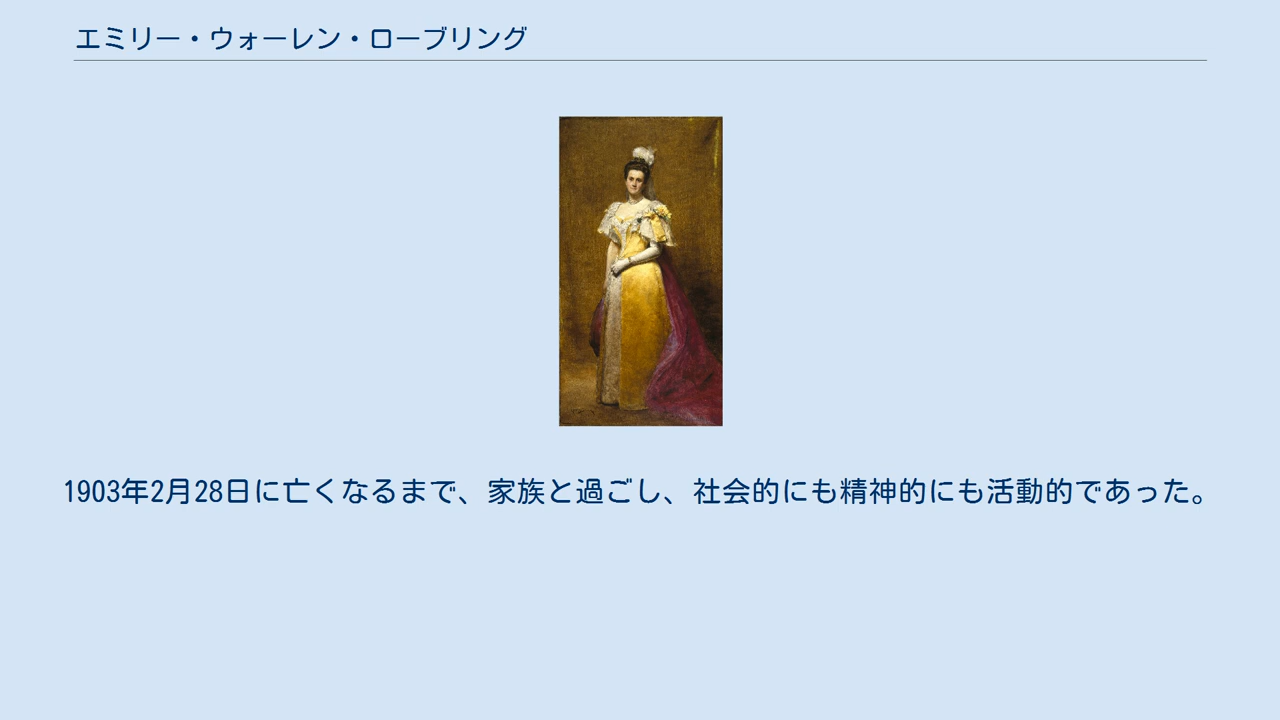 エミリー・ウォーレン・ローブリング
1903年2月28日に亡くなるまで、家族と過ごし、社会的にも精神的にも活動的であった。